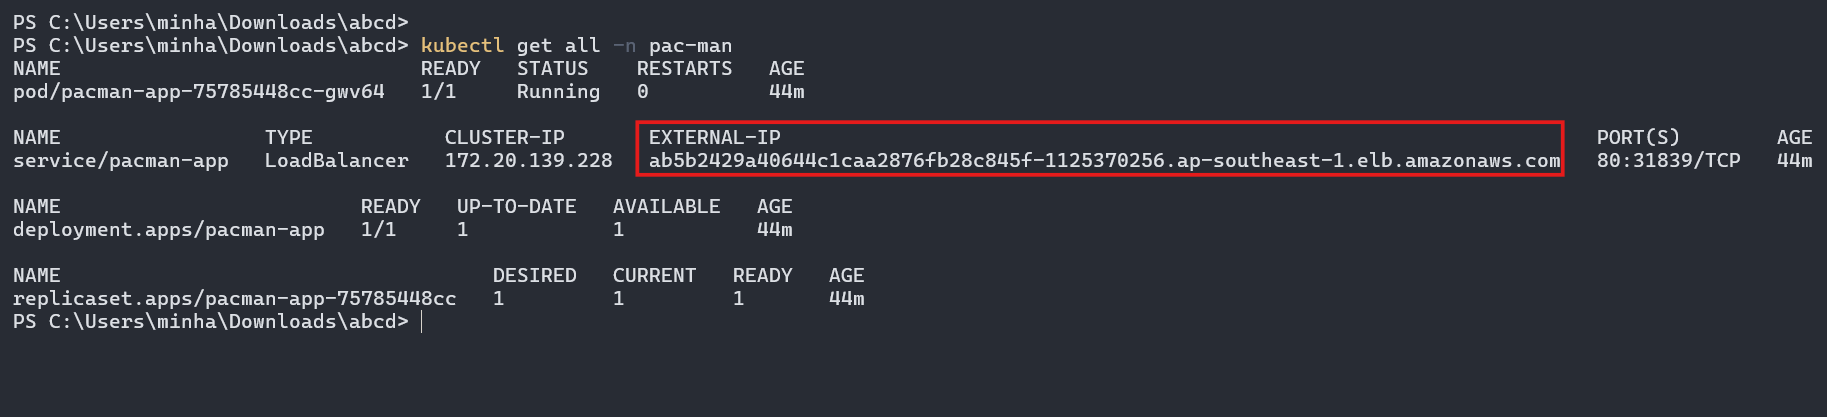 PS C:\Users\minha\Downloads\abcd>
PS C:\Users\minha\Downloads\abcd> kubectl get all -n pac-man
NAME                              READY   STATUS    RESTARTS   AGE
pod/pacman-app-75785448cc-gwv64   1/1     Running   0          44m

NAME                 TYPE           CLUSTER-IP       EXTERNAL-IP                                                                    PORT(S)        AGE
service/pacman-app   LoadBalancer   172.20.139.228   ab5b2429a40644c1caa2876fb28c845f-1125370256.ap-southeast-1.elb.amazonaws.com   80:31839/TCP   44m

NAME                         READY   UP-TO-DATE   AVAILABLE   AGE
deployment.apps/pacman-app   1/1     1            1           44m

NAME                                    DESIRED   CURRENT   READY   AGE
replicaset.apps/pacman-app-75785448cc   1         1         1       44m
PS C:\Users\minha\Downloads\abcd>